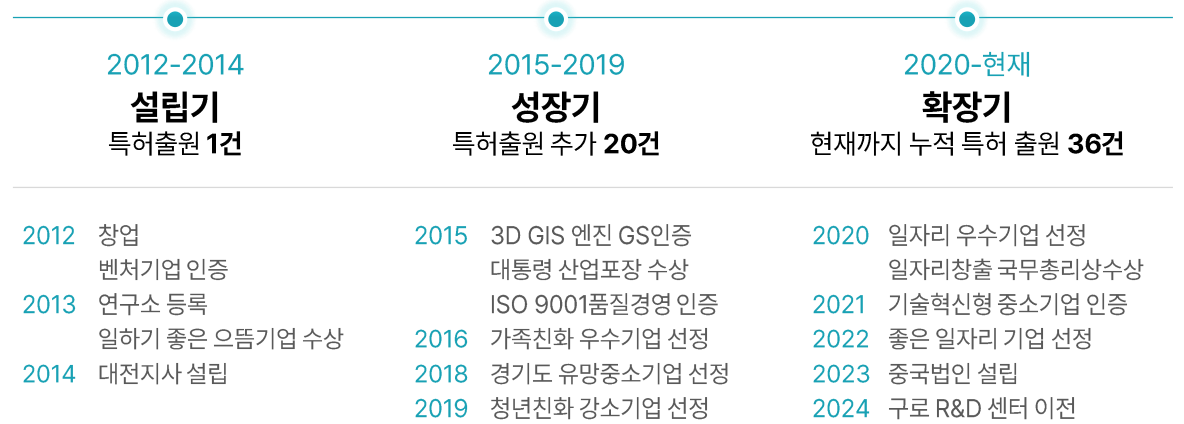 2012-2014
설립기
특허출원 1건
2012 창업
벤처기업 인증
2013 연구소 등록
일하기 좋은 으뜸기업 수상
2014 대전지사 설립
2015-2019
성장기
특허출원 추가 20건
2015 3D GIS 엔진 GS인증
대통령 산업포장 수상
ISO 9001품질경영 인증
2016 가족친화 우수기업 선정
2018 경기도 유망중소기업 선정
2019 청년친화 강소기업 선정
2020-현재
확장기
현재까지 누적 특허 출원 36건
2020 일자리 우수기업 선정
일자리창출 국무총리상수상
2021 기술혁신형 중소기업 인증
2022 좋은 일자리 기업 선정
2023 중국법인 설립
2024 구로 R&D 센터 이전